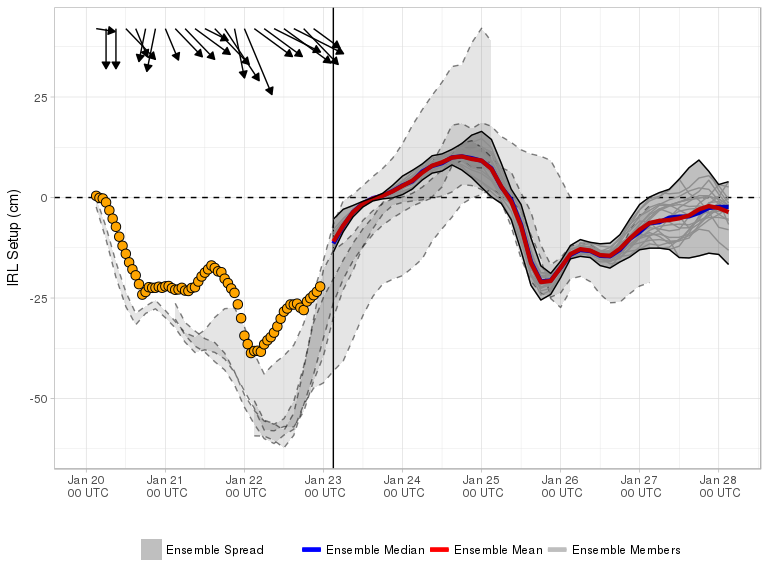 IRL Setup (cm)
25
0
-25
-50
Jan 20 Jan 21 Jan 22 Jan 23 Jan 24 Jan 25 Jan 26 Jan 27 Jan 28
00 UTC 00 UTC 00 UTC 00 UTC 00 UTC 00 UTC 00 UTC 00 UTC 00 UTC
Ensemble Spread Ensemble Median Ensemble Mean Ensemble Members